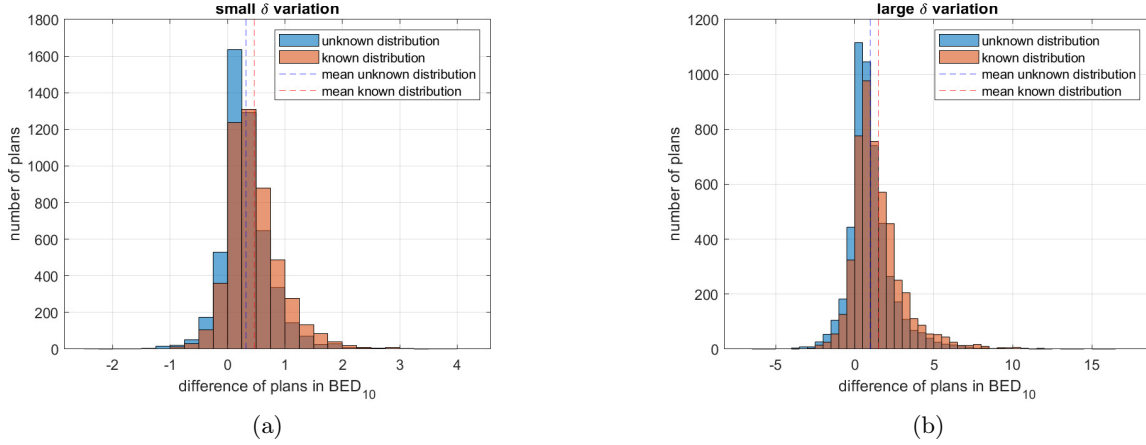 small δ variation
1800
1600
1400
1200
1000
800
600
400
200
0
number of plans
unknown distribution
known distribution
mean unknown distribution
mean known distribution
-2
-1
0
1
2
3
4
difference of plans in BED10
(a)
large δ variation
1200
1000
800
600
400
200
0
number of plans
unknown distribution
known distribution
mean unknown distribution
mean known distribution
-5
0
5
10
15
difference of plans in BED10
(b)